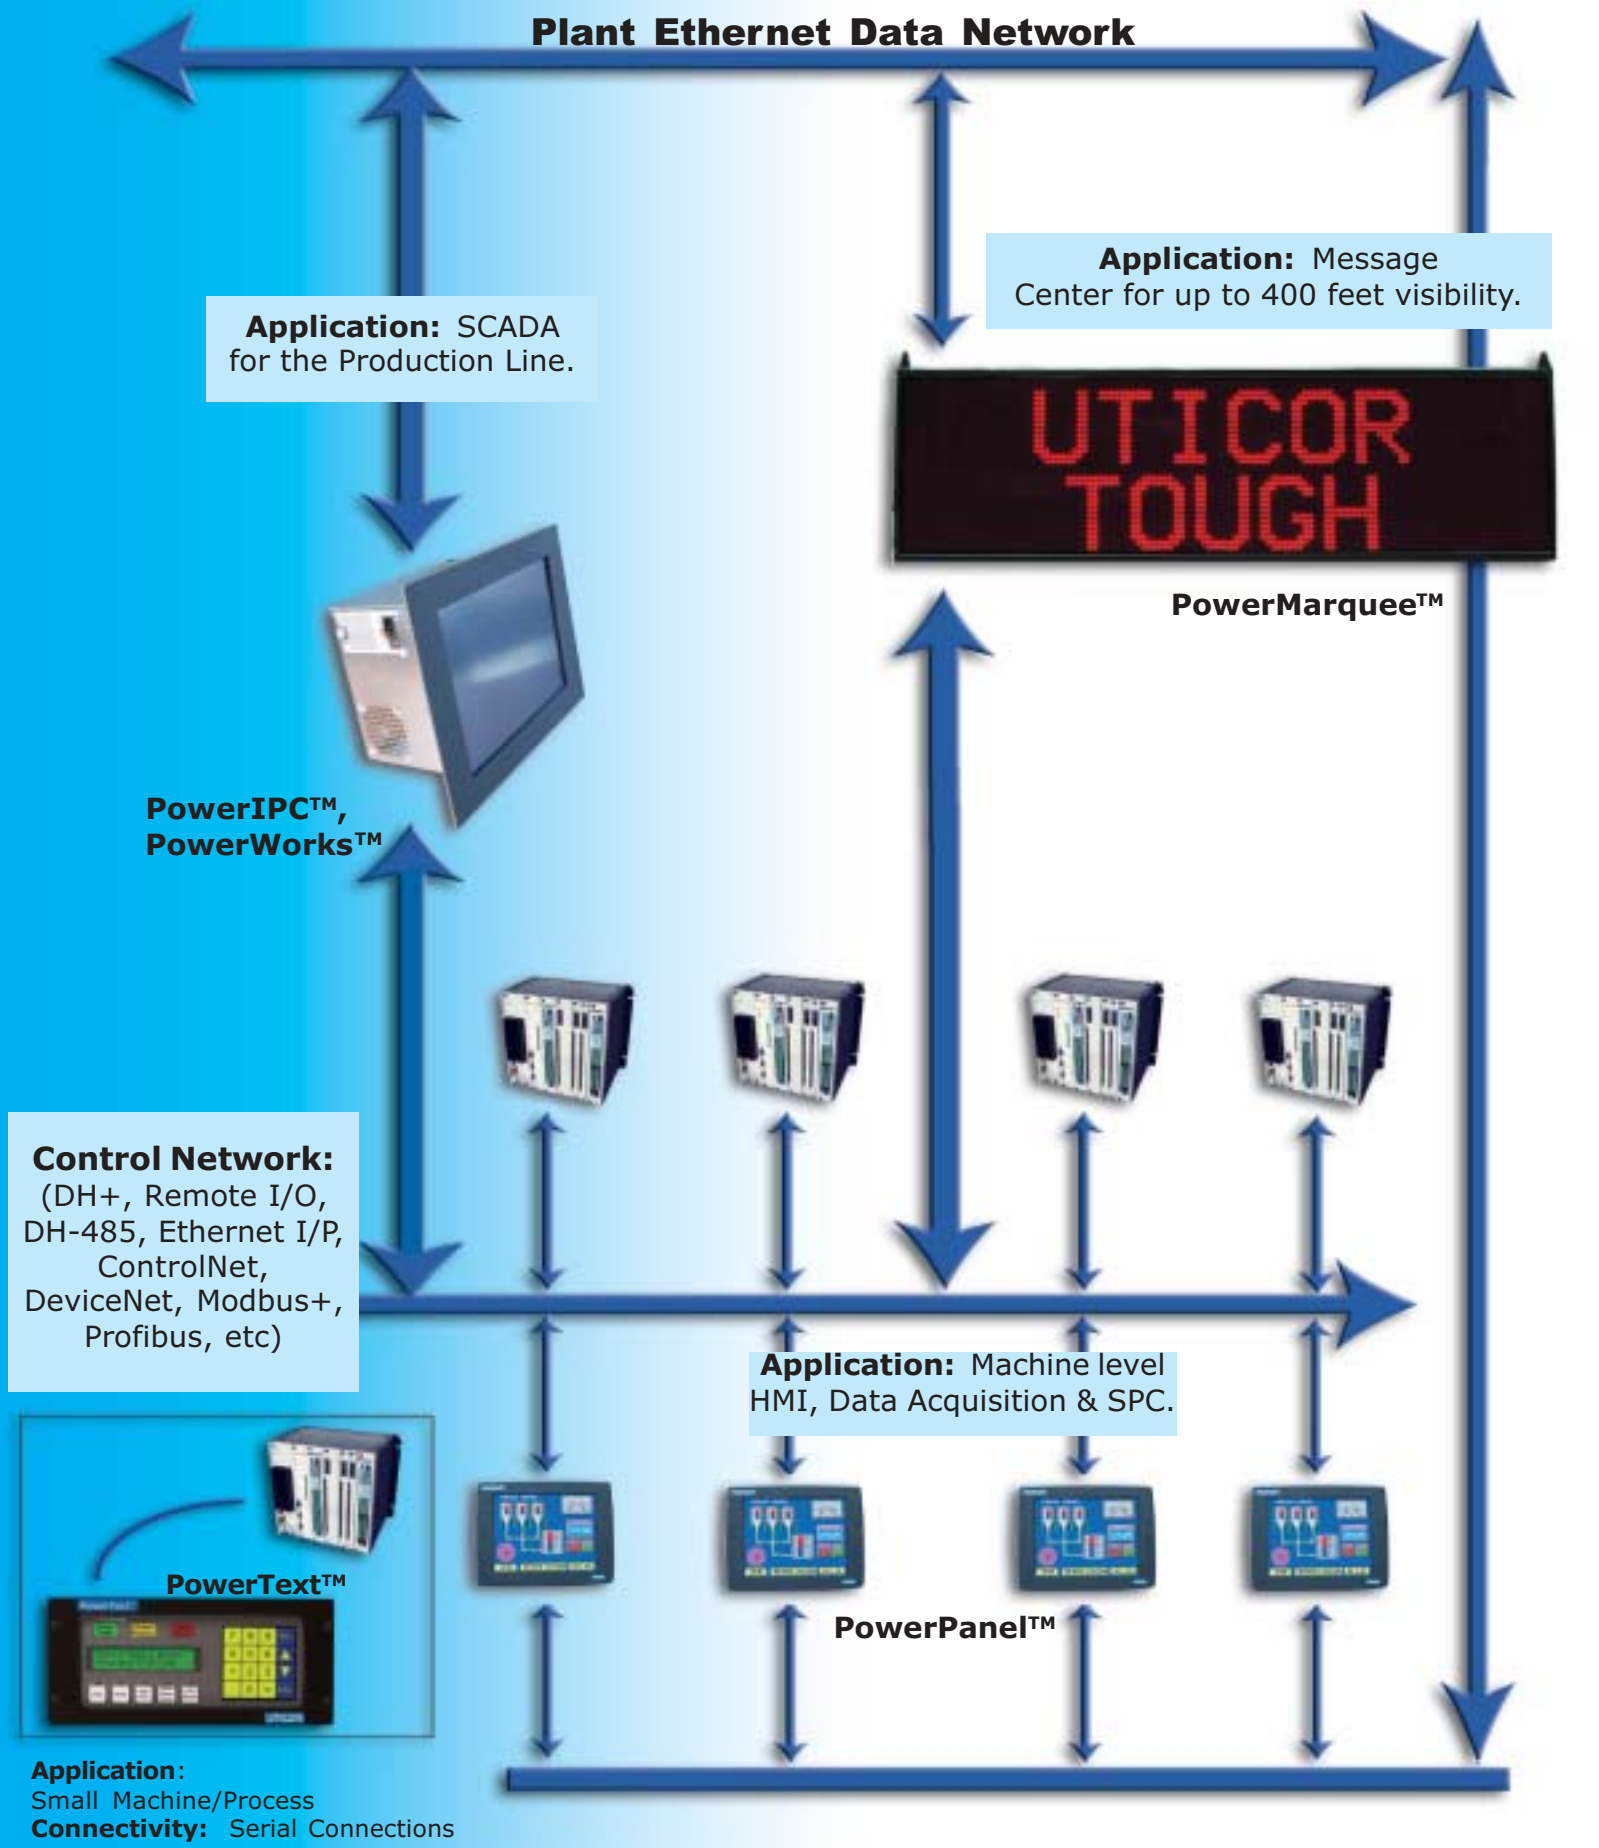 Plant Ethernet Data Network
Application: Message
Center for up to 400 feet visibility.
Application: SCADA
for the Production Line.
UTICOR
TOUGH
PowerMarquee™
PowerIPC™,
PowerWorks™
Control Network:
(DH+, Remote I/O,
DH-485, Ethernet I/P,
ControlNet,
DeviceNet, Modbus+,
Profibus, etc)
Application: Machine level
HMI, Data Acquisition & SPC.
PowerText™
PowerPanel™
Application:
Small Machine/Process
Connectivity: Serial Connections